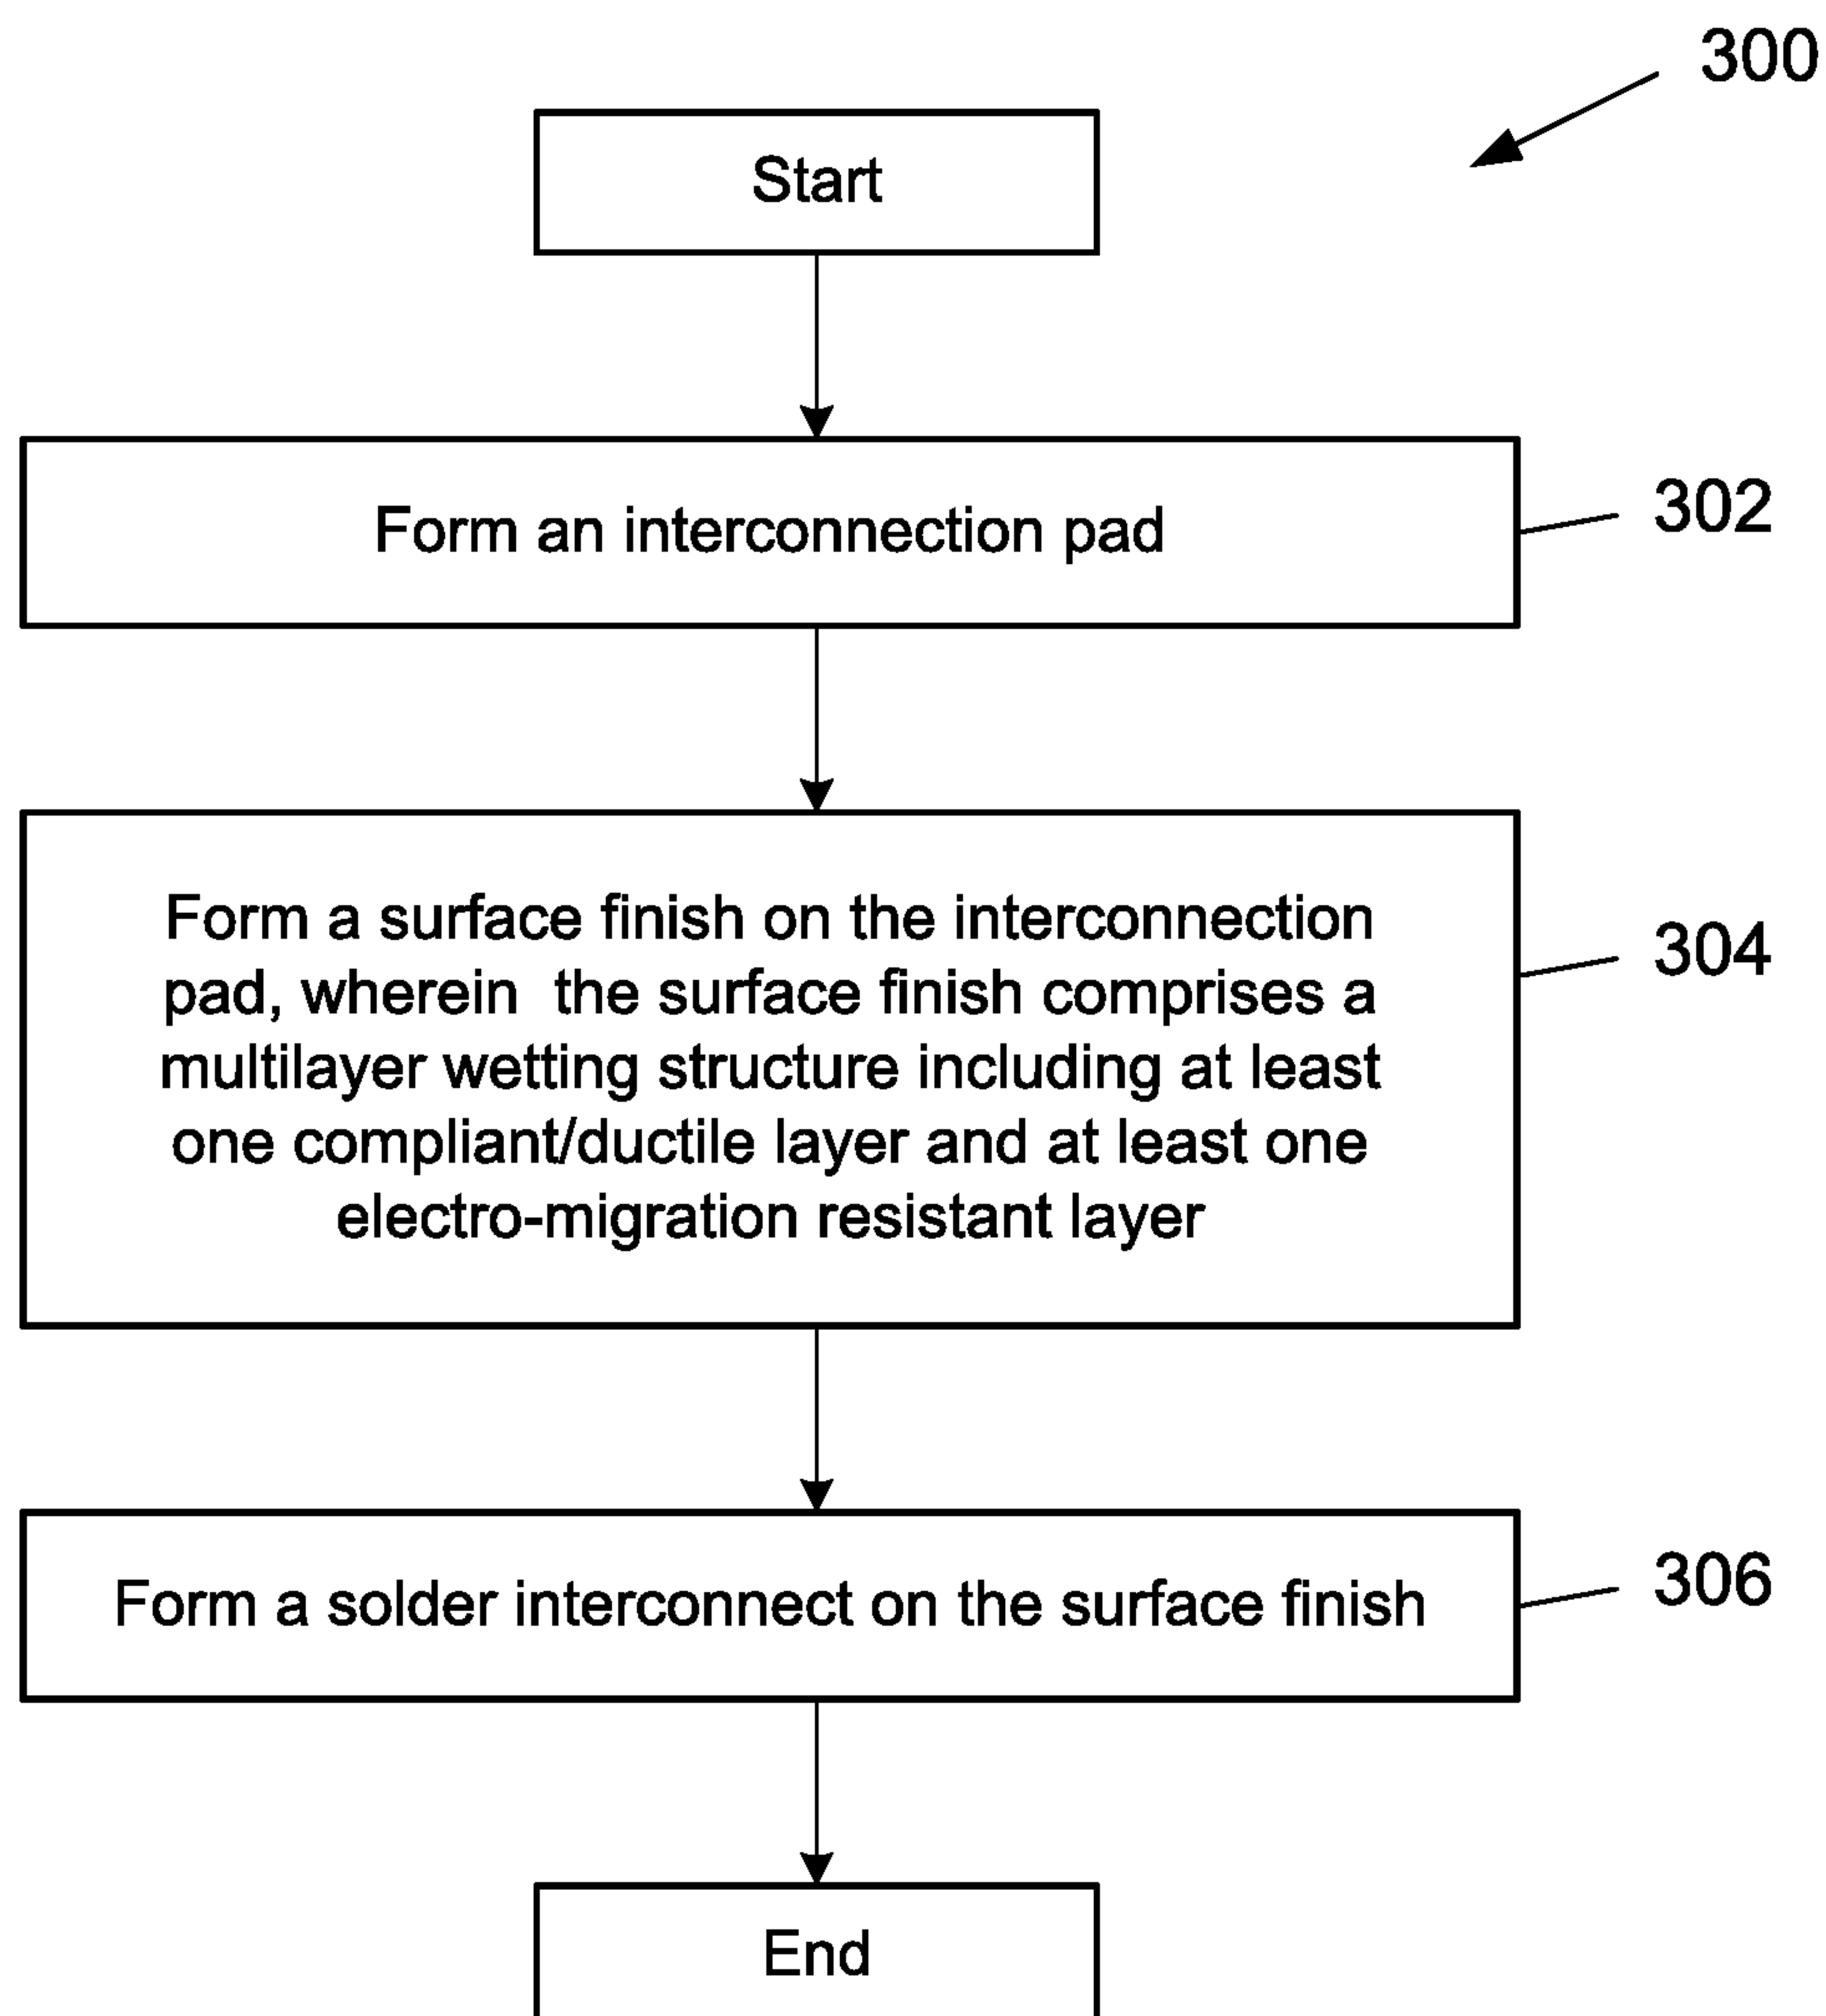 300
Start
Form an interconnection pad
302
Form a surface finish on the interconnection
pad, wherein the surface finish comprises a
multilayer wetting structure including at least
one compliant/ductile layer and at least one
electro-migration resistant layer
304
Form a solder interconnect on the surface finish
306
End